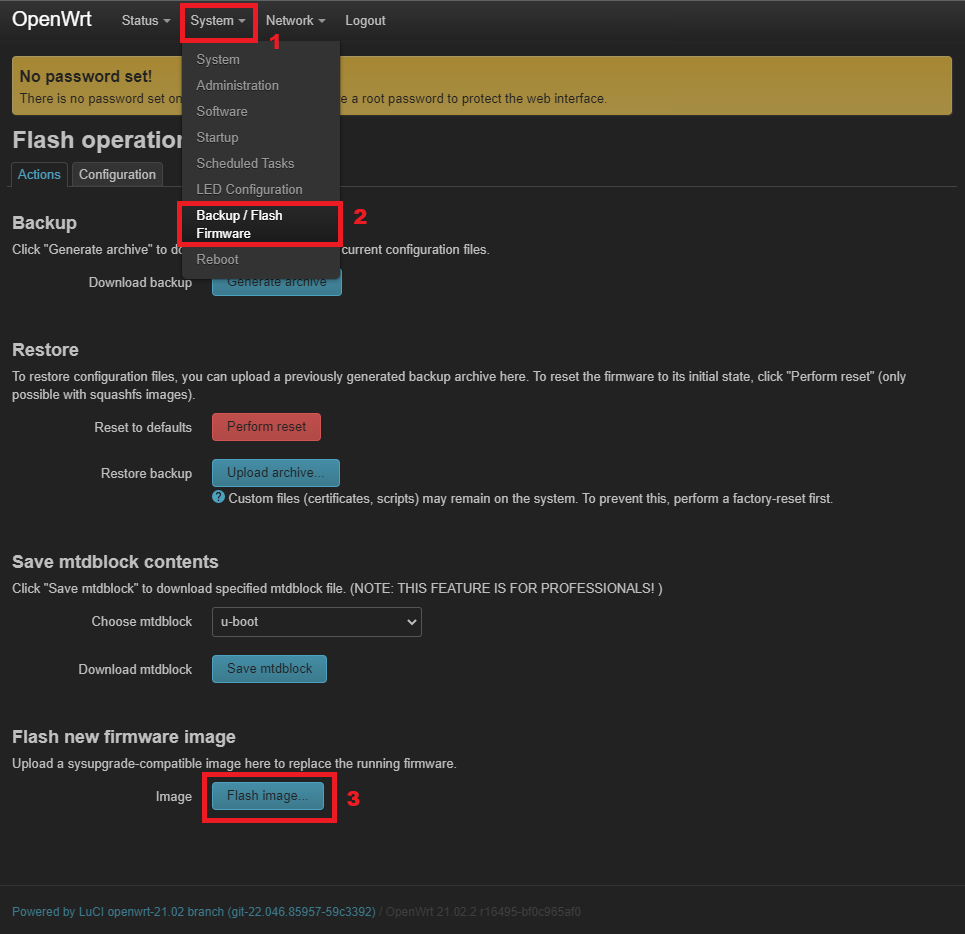 OpenWrt Status System Network Logout
1
System
No password set!
Administration
There is no password set on e a root password to protect the web interface.
Software
Flash operation
Startup
Scheduled Tasks
Actions Configuration
LED Configuration
Backup / Flash
Firmware
2
Backup
Click "Generate archive" to do current configuration files.
Reboot
Download backup Generate archive
Restore
To restore configuration files, you can upload a previously generated backup archive here. To reset the firmware to its initial state, click "Perform reset" (only
possible with squashfs images).
Reset to defaults Perform reset
Restore backup Upload archive...
? Custom files (certificates, scripts) may remain on the system. To prevent this, perform a factory-reset first.
Save mtdblock contents
Click "Save mtdblock" to download specified mtdblock file. (NOTE: THIS FEATURE IS FOR PROFESSIONALS! )
Choose mtdblock u-boot
Download mtdblock Save mtdblock
Flash new firmware image
Upload a sysupgrade-compatible image here to replace the running firmware.
Image Flash image... 3
Powered by LuCI openwrt-21.02 branch (git-22.046.85957-59c3392) / OpenWrt 21.02.2 r16495-bf0c965af0